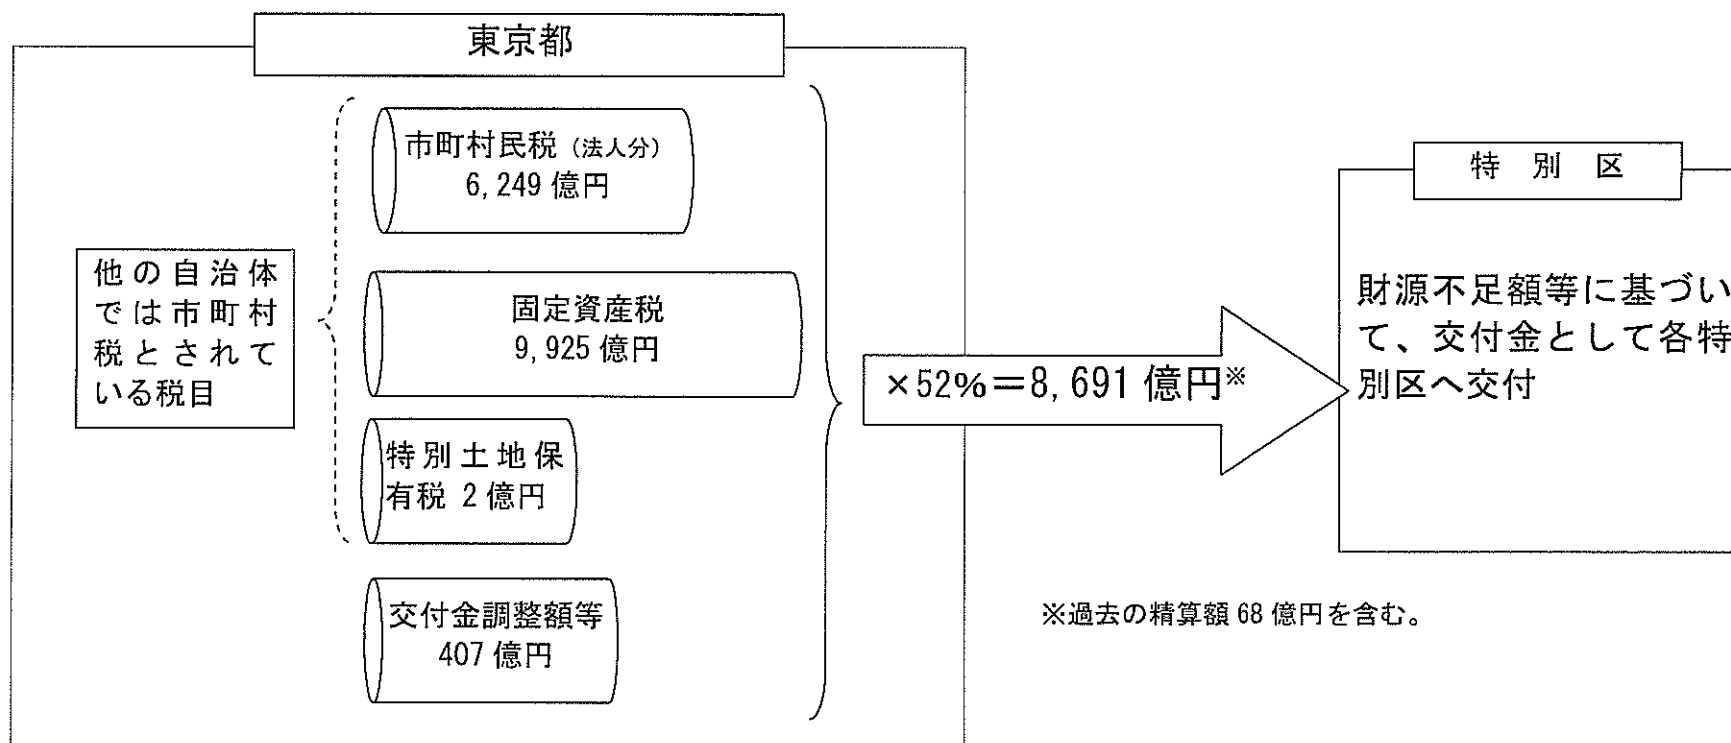 東京都
市町村民税（法人分）
6,249 億円
他の自治体
では市町村
税とされて
いる税目
固定資産税
9,925 億円
特別土地保
有税 2 億円
交付金調整額等
407 億円
×52%＝8,691 億円※
特 別 区
財源不足額等に基づい
て、交付金として各特
別区へ交付
※過去の精算額 68 億円を含む。